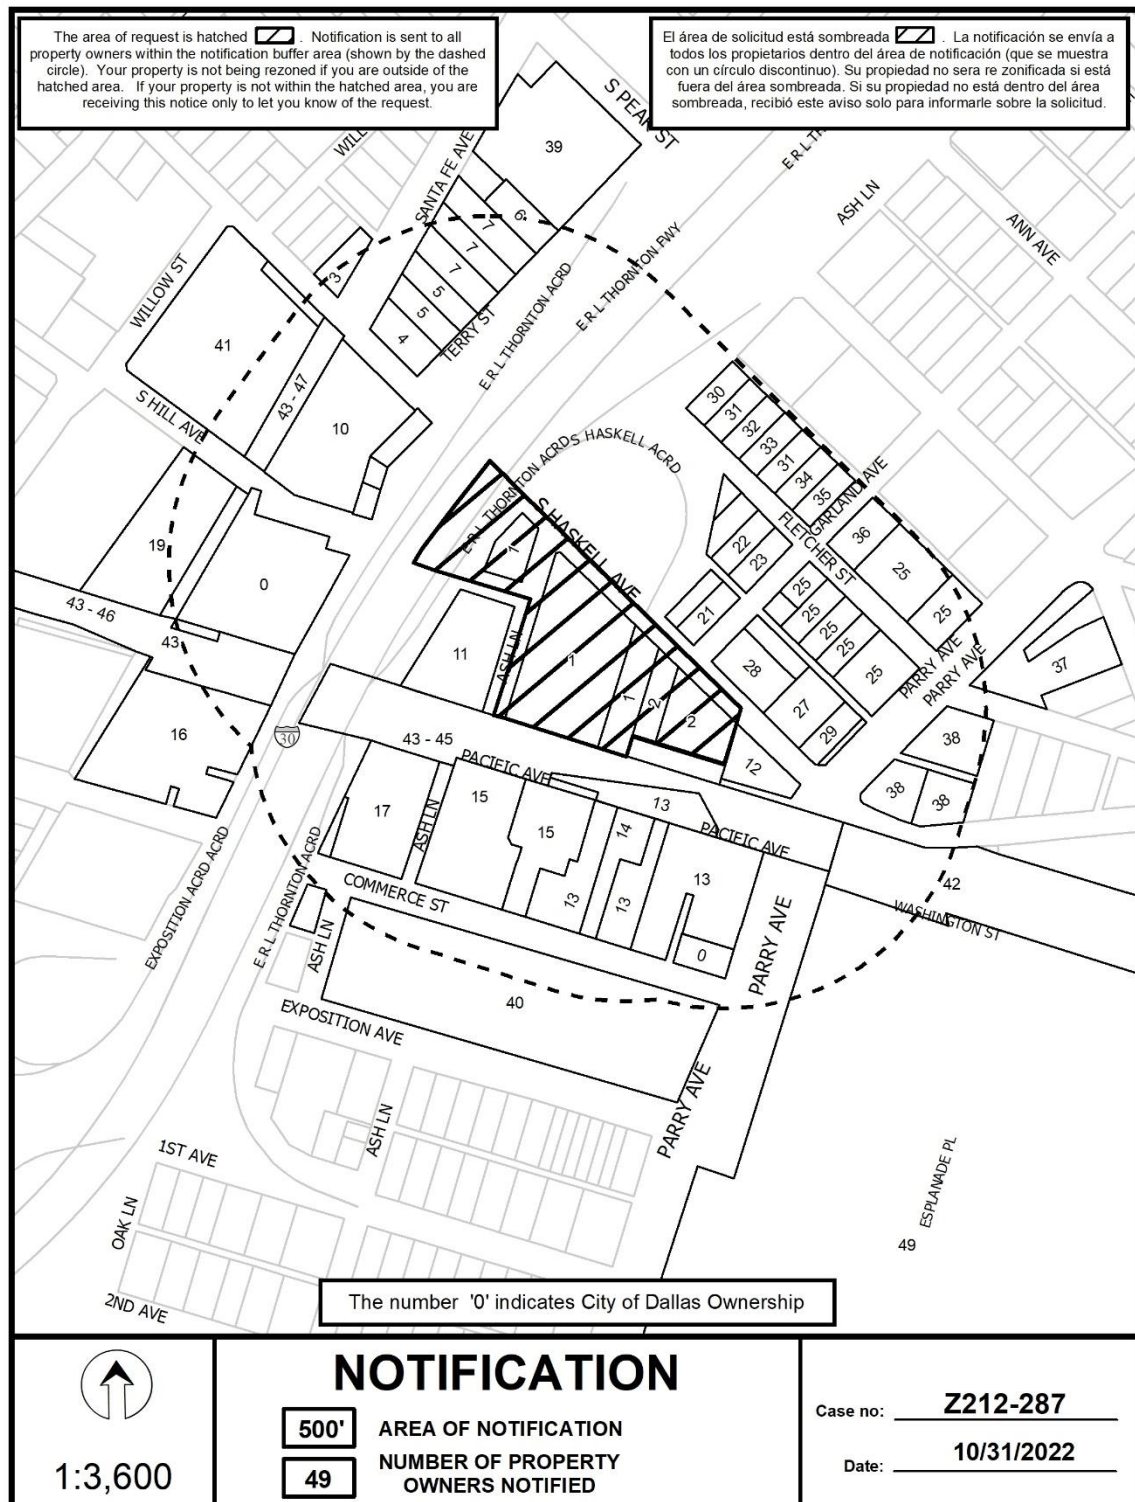 The area of request is hatched . Notification is sent to all
property owners within the notification buffer area (shown by the dashed
circle). Your property is not being rezoned if you are outside of the
hatched area. If your property is not within the hatched area, you are
receiving this notice only to let you know of the request.
El área de solicitud está sombreada . La notificación se envía a
todos los propietarios dentro del área de notificación (que se muestra
con un círculo discontinuo). Su propiedad no sera re zonificada si está
fuera del área sombreada. Si su propiedad no está dentro del área
sombreada, recibió este aviso solo para informarle sobre la solicitud.
S PEAK ST
39
SANTA FE AVE
E R L
ASH LN
ANN AVE
6
7
7
7
5
5
4
3
WILLOW ST
TERRY ST
E R L THORNTON ACRD
E R L THORNTON FWY
41
43 - 47
10
S HILL AVE
30
31
32
33
31
34
35
GARLAND AVE
36
FLETCHER ST
25
25
E R L THORNTON ACRD
S HASKELL ACRD
S HASKELL AVE
1
22
23
21
25
25
25
25
25
28
27
29
PARRY AVE
PARRY AVE
37
19
0
43 - 46
43
11
ASH LN
1
1
2
2
12
38
38
38
16
30
43 - 45
PACIFIC AVE
17
ASH LN
15
15
13
14
PACIFIC AVE
13
13
13
0
42
WASHINGTON ST
COMMERCE ST
PARRY AVE
EXPOSITION ACRD ACRD
E R L THORNTON ACRD
ASH LN
40
EXPOSITION AVE
PARRY AVE
ASH LN
1ST AVE
OAK LN
2ND AVE
ESPLANADE PL
49
The number '0' indicates City of Dallas Ownership
1:3,600
NOTIFICATION
500' AREA OF NOTIFICATION
49 NUMBER OF PROPERTY
OWNERS NOTIFIED
Case no: Z212-287
Date: 10/31/2022